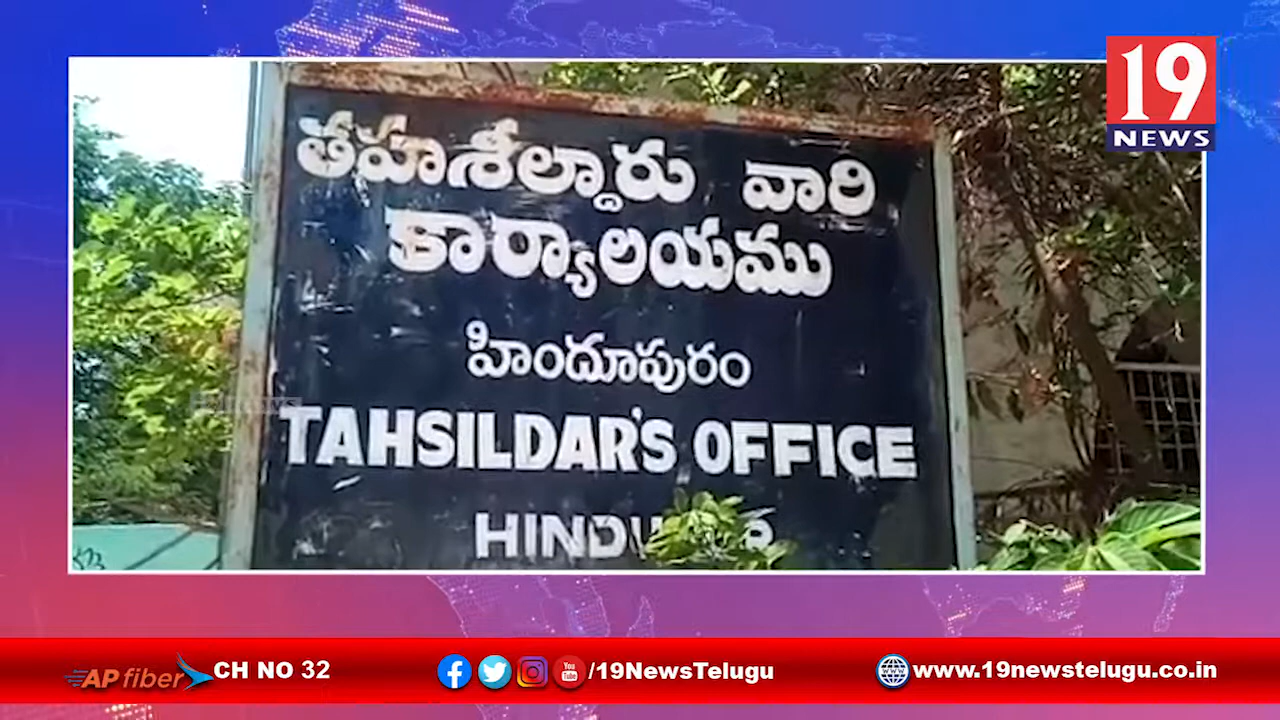 19
NEWS
తహశీల్దారు వారి
కార్యాలయము
హిందూపురం
TAHSILDAR'S OFFICE
AP fiber CH NO 32
/19NewsTelugu
www.19newstelugu.co.in